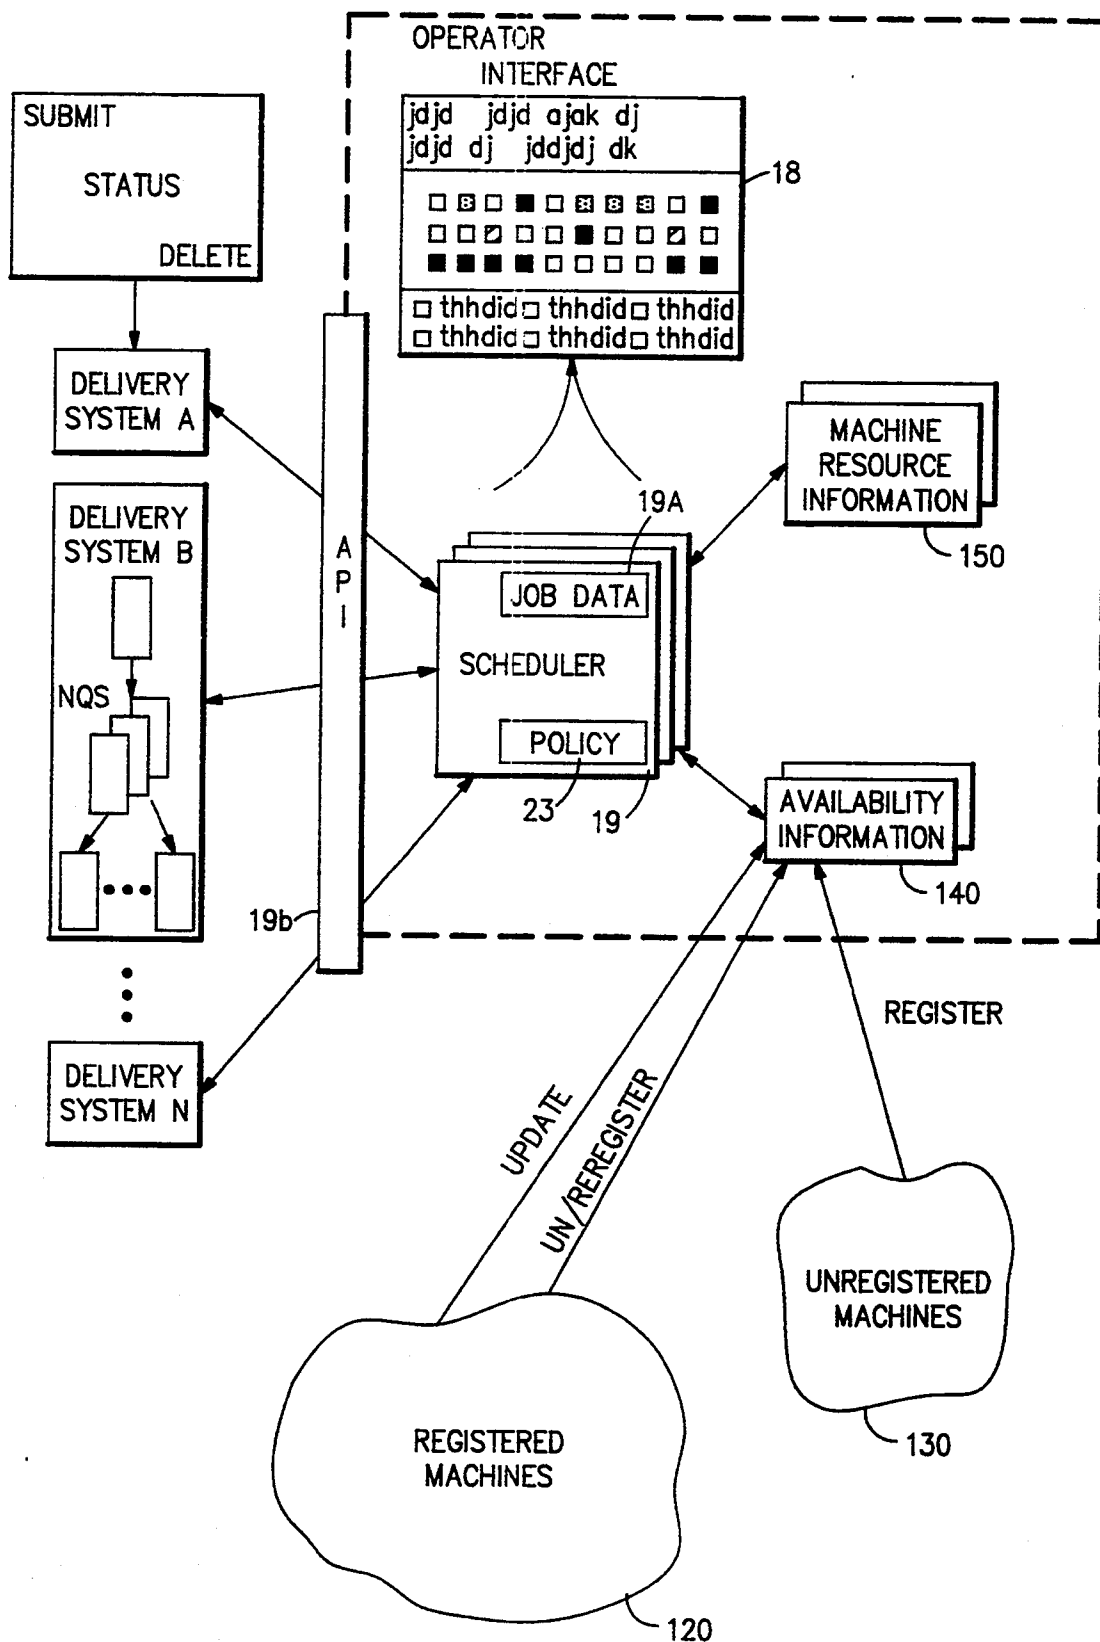 OPERATOR
INTERFACE
SUBMIT
STATUS
DELETE
jdjd jdjd ajak dj
jdjd dj jddjdj dk
18
thhdid thhdid thhdid
thhdid thhdid thhdid
DELIVERY
SYSTEM A
MACHINE
RESOURCE
INFORMATION
150
DELIVERY
SYSTEM B
NQS
API
19A
JOB DATA
SCHEDULER
POLICY
23
19
AVAILABILITY
INFORMATION
140
19b
REGISTER
DELIVERY
SYSTEM N
UPDATE
UN/REREGISTER
UNREGISTERED
MACHINES
130
REGISTERED
MACHINES
120